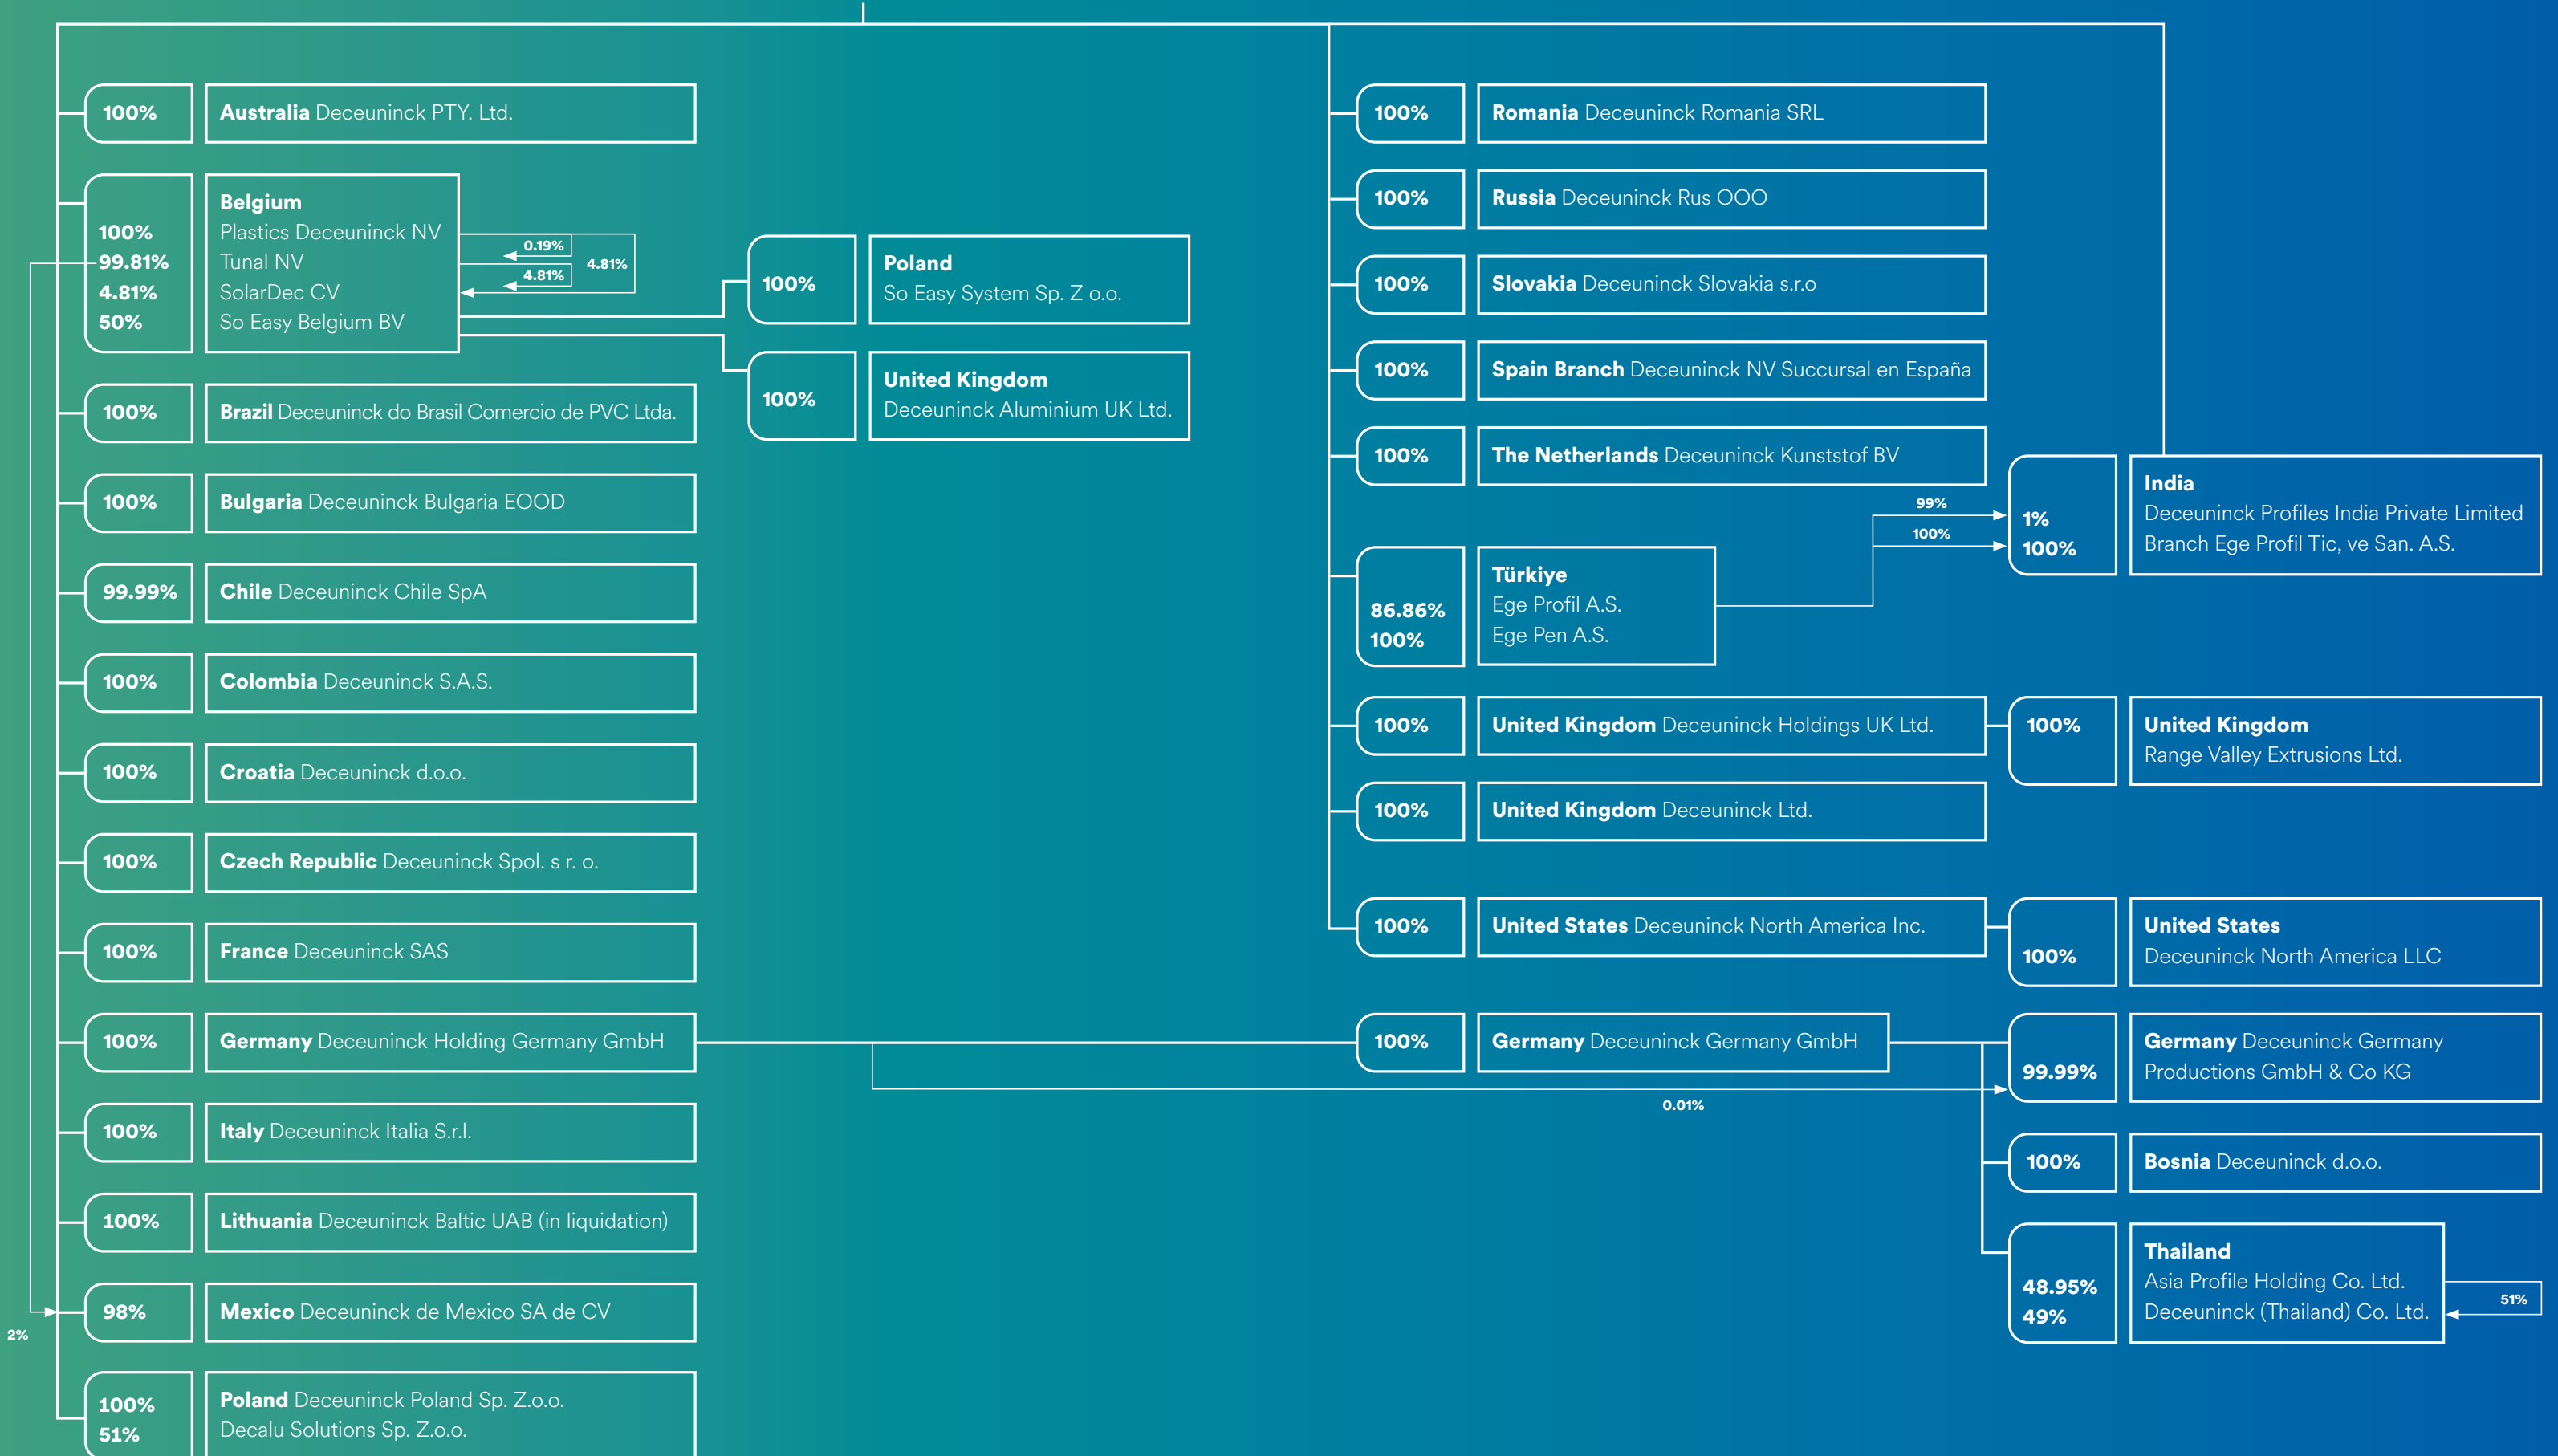 100%
Australia Deceuninck PTY. Ltd.
100%
99.81%
4.81%
50%
Belgium
Plastics Deceuninck NV
Tunal NV
SolarDec CV
So Easy Belgium BV
0.19%
4.81%
4.81%
100%
Poland
So Easy System Sp. Z o.o.
100%
United Kingdom
Deceuninck Aluminium UK Ltd.
100%
Brazil Deceuninck do Brasil Comercio de PVC Ltda.
100%
Bulgaria Deceuninck Bulgaria EOOD
99.99%
Chile Deceuninck Chile SpA
100%
Colombia Deceuninck S.A.S.
100%
Croatia Deceuninck d.o.o.
100%
Czech Republic Deceuninck Spol. s r. o.
100%
France Deceuninck SAS
100%
Germany Deceuninck Holding Germany GmbH
100%
Italy Deceuninck Italia S.r.l.
100%
Lithuania Deceuninck Baltic UAB (in liquidation)
2%
98%
Mexico Deceuninck de Mexico SA de CV
100%
51%
Poland Deceuninck Poland Sp. Z.o.o.
Decalu Solutions Sp. Z.o.o.
100%
Romania Deceuninck Romania SRL
100%
Russia Deceuninck Rus OOO
100%
Slovakia Deceuninck Slovakia s.r.o
100%
Spain Branch Deceuninck NV Succursal en España
100%
The Netherlands Deceuninck Kunststof BV
86.86%
100%
Türkiye
Ege Profil A.S.
Ege Pen A.S.
99%
100%
1%
100%
India
Deceuninck Profiles India Private Limited
Branch Ege Profil Tic, ve San. A.S.
100%
United Kingdom Deceuninck Holdings UK Ltd.
100%
United Kingdom
Range Valley Extrusions Ltd.
100%
United Kingdom Deceuninck Ltd.
100%
United States Deceuninck North America Inc.
100%
United States
Deceuninck North America LLC
100%
Germany Deceuninck Germany GmbH
0.01%
99.99%
Germany Deceuninck Germany
Productions GmbH & Co KG
100%
Bosnia Deceuninck d.o.o.
48.95%
49%
Thailand
Asia Profile Holding Co. Ltd.
Deceuninck (Thailand) Co. Ltd.
51%